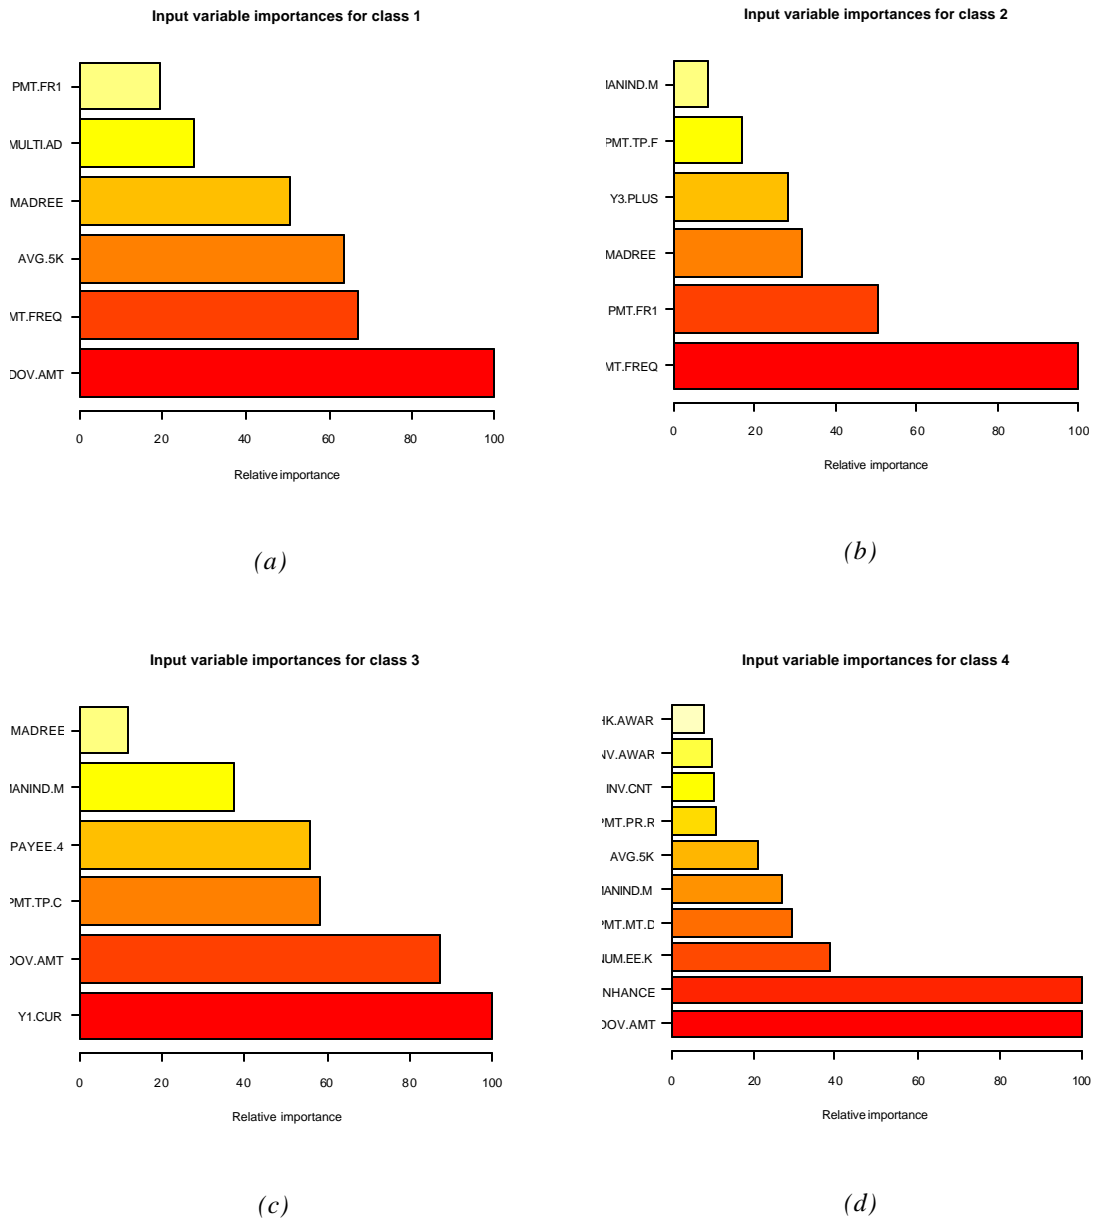 Input variable importances for class 1
PMT.FR1
MULTI.AD
MADREE
AVG.5K
MT.FREQ
DOV.AMT
0 20 40 60 80 100
Relative importance
(a)
Input variable importances for class 2
IANIND.M
PMT.TP.F
Y3.PLUS
MADREE
PMT.FR1
MT.FREQ
0 20 40 60 80 100
Relative importance
(b)
Input variable importances for class 3
MADREE
IANIND.M
PAYEE.4
PMT.TP.C
DOV.AMT
Y1.CUR
0 20 40 60 80 100
Relative importance
(c)
Input variable importances for class 4
HK.AWAR
NV.AWAR
INV.CNT
PMT.PR.R
AVG.5K
IANIND.M
PMT.MT.D
NUM.EE.K
NHANCE
DOV.AMT
0 20 40 60 80 100
Relative importance
(d)